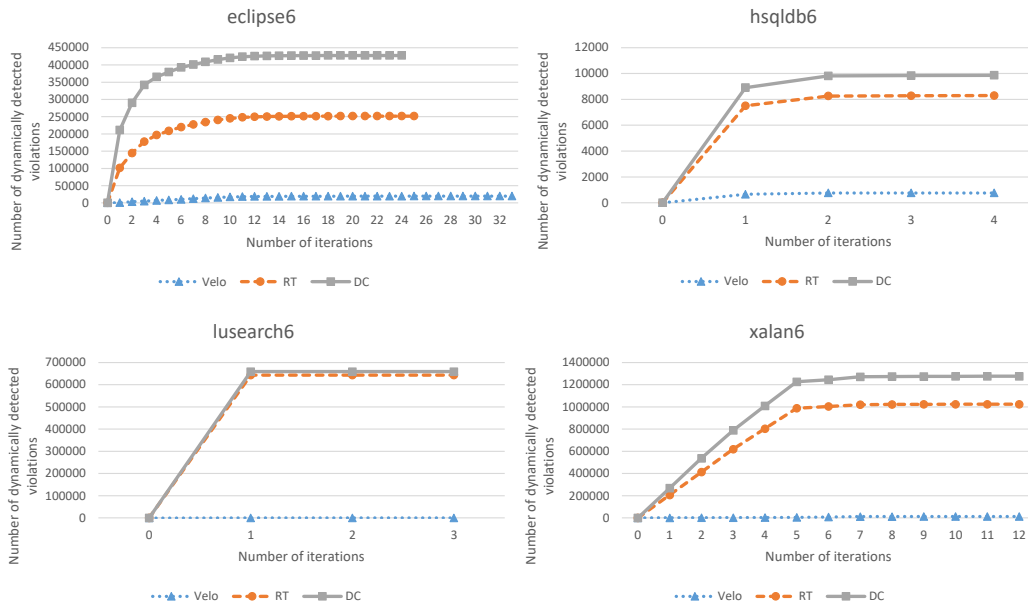 eclipse6
Number of dynamically detected
violations
450000
400000
350000
300000
250000
200000
150000
100000
50000
0
0 2 4 6 8 10 12 14 16 18 20 22 24 26 28 30 32
Number of iterations
Velo RT DC
hsqldb6
Number of dynamically detected
violations
12000
10000
8000
6000
4000
2000
0
0 1 2 3 4
Number of iterations
Velo RT DC
lusearch6
Number of dynamically detected
violations
700000
600000
500000
400000
300000
200000
100000
0
0 1 2 3
Number of iterations
Velo RT DC
xalan6
Number of dynamically detected
violations
1400000
1200000
1000000
800000
600000
400000
200000
0
0 1 2 3 4 5 6 7 8 9 10 11 12
Number of iterations
Velo RT DC